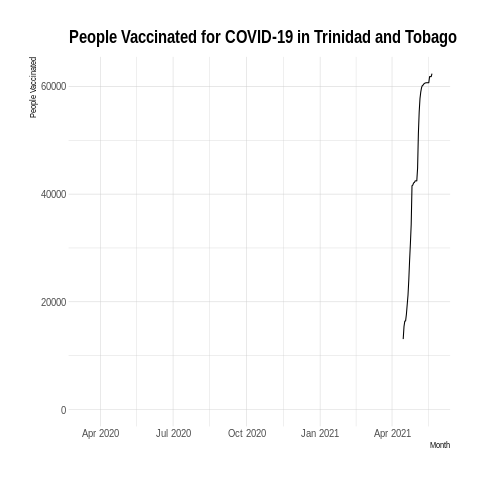 People Vaccinated for COVID-19 in Trinidad and Tobago
People Vaccinated
60000
40000
20000
0
Apr 2020 Jul 2020 Oct 2020 Jan 2021 Apr 2021
Month